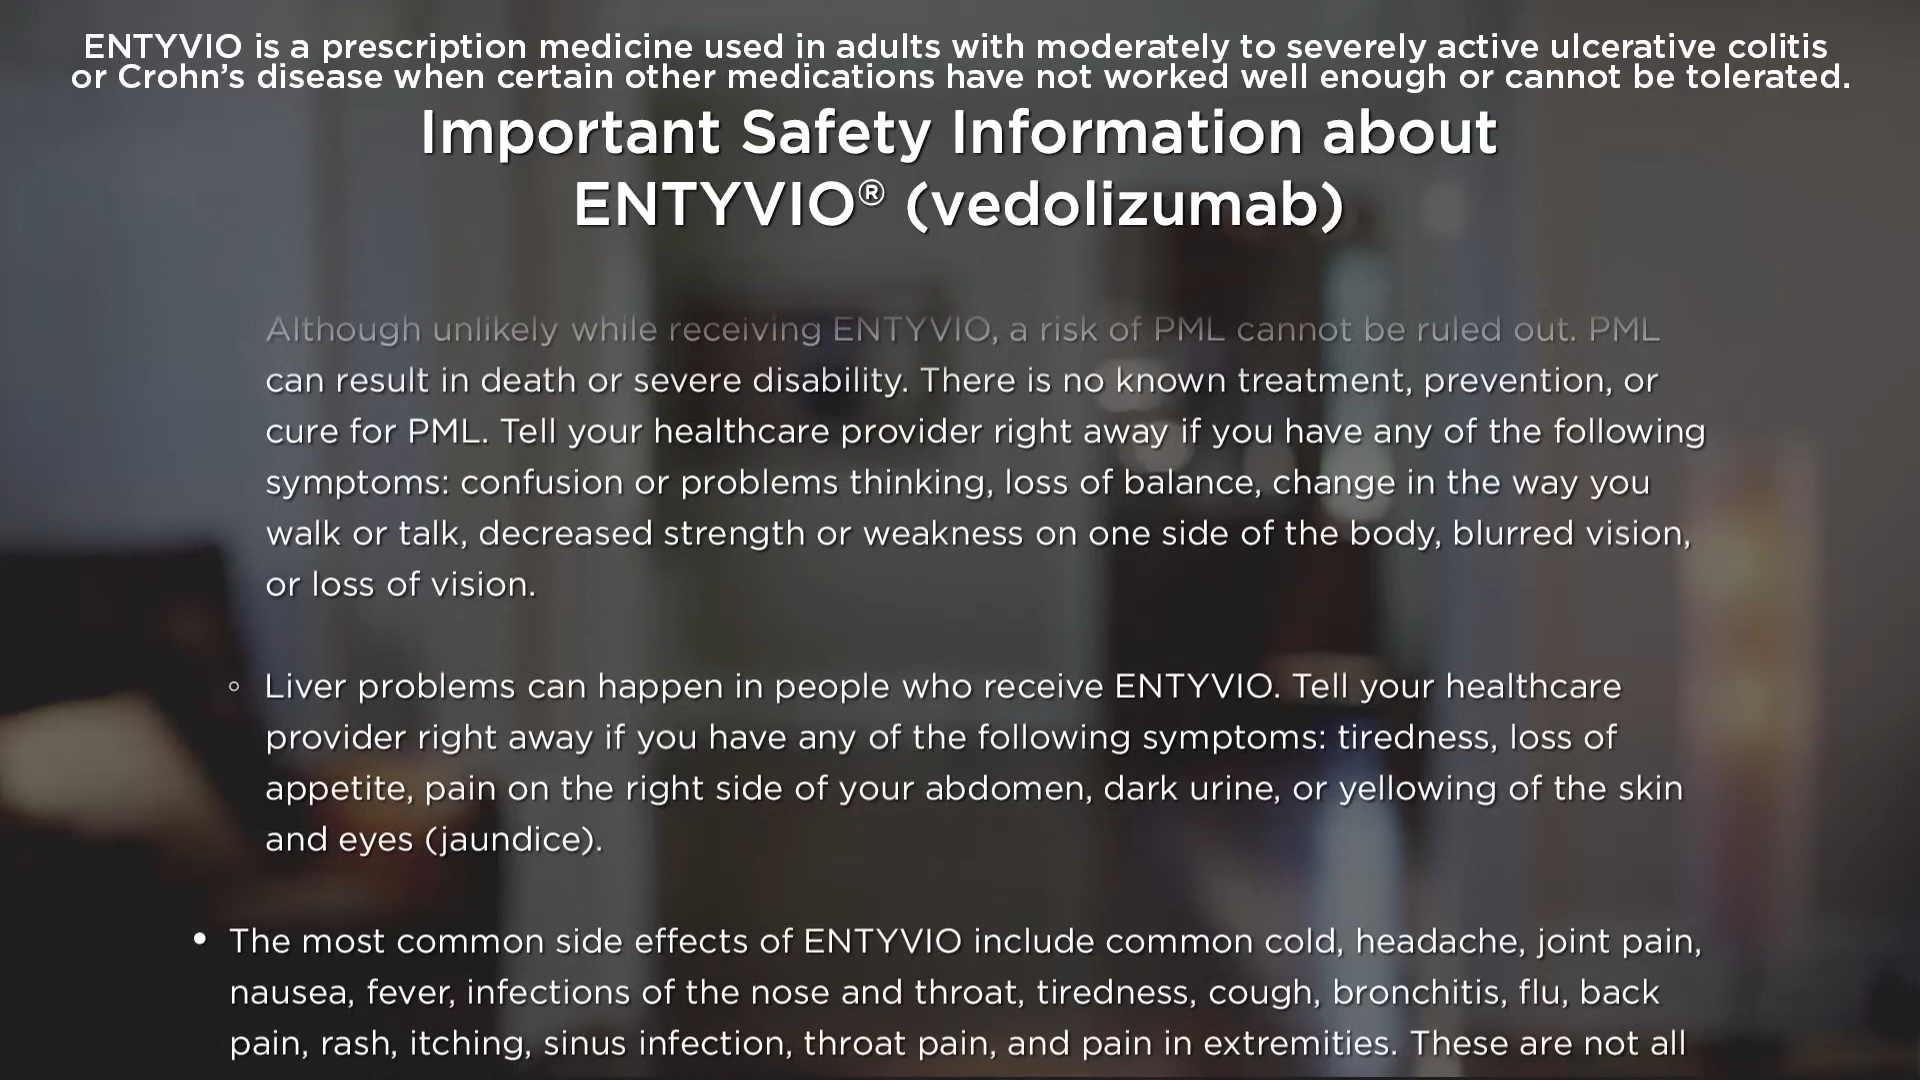 ENTYVIO is a prescription medicine used in adults with moderately to severely active ulcerative colitis
or Crohn’s disease when certain other medications have not worked well enough or cannot be tolerated.
Important Safety Information about
ENTYVIO® (vedolizumab)
Although unlikely while receiving ENTYVIO, a risk of PML cannot be ruled out. PML
can result in death or severe disability. There is no known treatment, prevention, or
cure for PML. Tell your healthcare provider right away if you have any of the following
symptoms: confusion or problems thinking, loss of balance, change in the way you
walk or talk, decreased strength or weakness on one side of the body, blurred vision,
or loss of vision.
◦ Liver problems can happen in people who receive ENTYVIO. Tell your healthcare
provider right away if you have any of the following symptoms: tiredness, loss of
appetite, pain on the right side of your abdomen, dark urine, or yellowing of the skin
and eyes (jaundice).
• The most common side effects of ENTYVIO include common cold, headache, joint pain,
nausea, fever, infections of the nose and throat, tiredness, cough, bronchitis, flu, back
pain, rash, itching, sinus infection, throat pain, and pain in extremities. These are not all